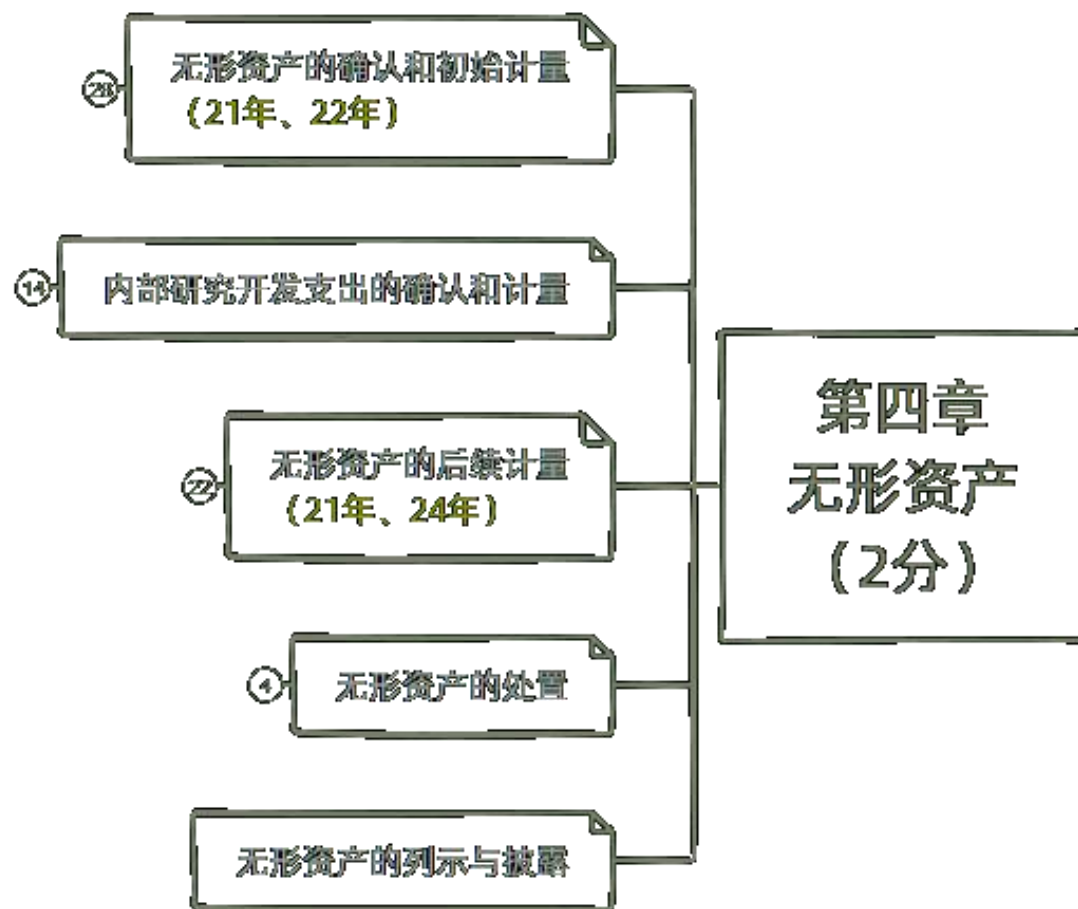 无形资产的确认和初始计量
（21年、22年）
14
内部研究开发支出的确认和计量
第四章
无形资产
（2分）
22
无形资产的后续计量
（21年、24年）
4
无形资产的处置
无形资产的列示与披露